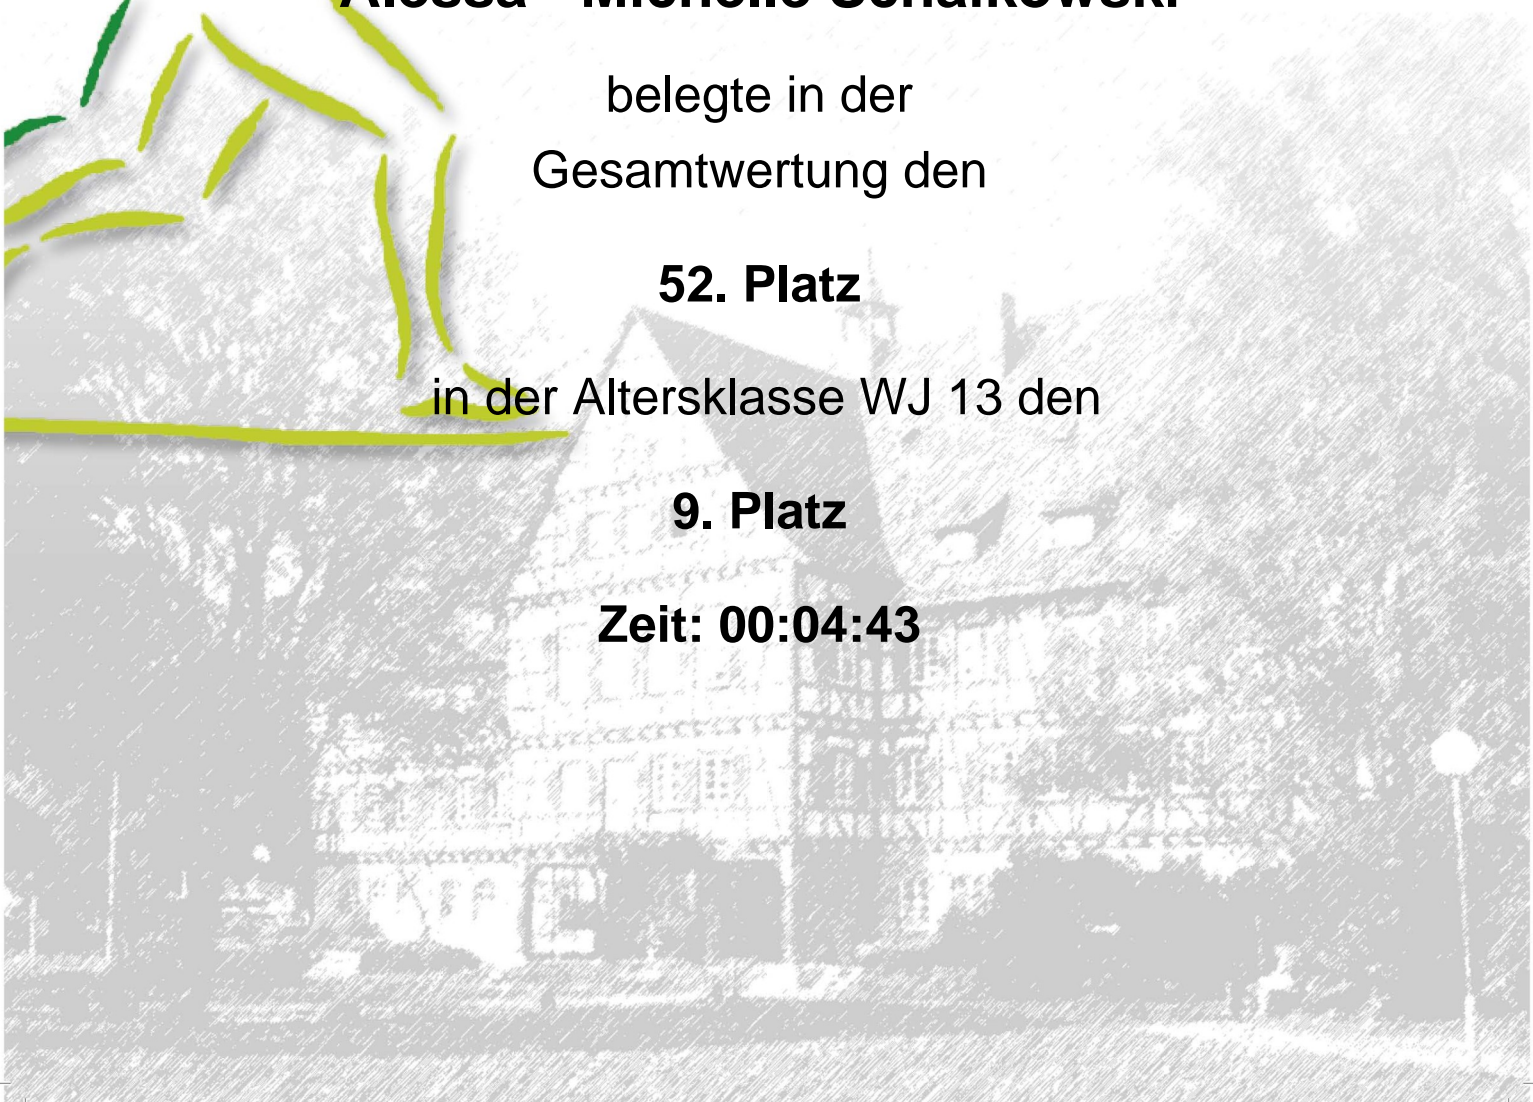 belegte in der
Gesamtwertung den
52. Platz
in der Altersklasse WJ 13 den
9. Platz
Zeit: 00:04:43